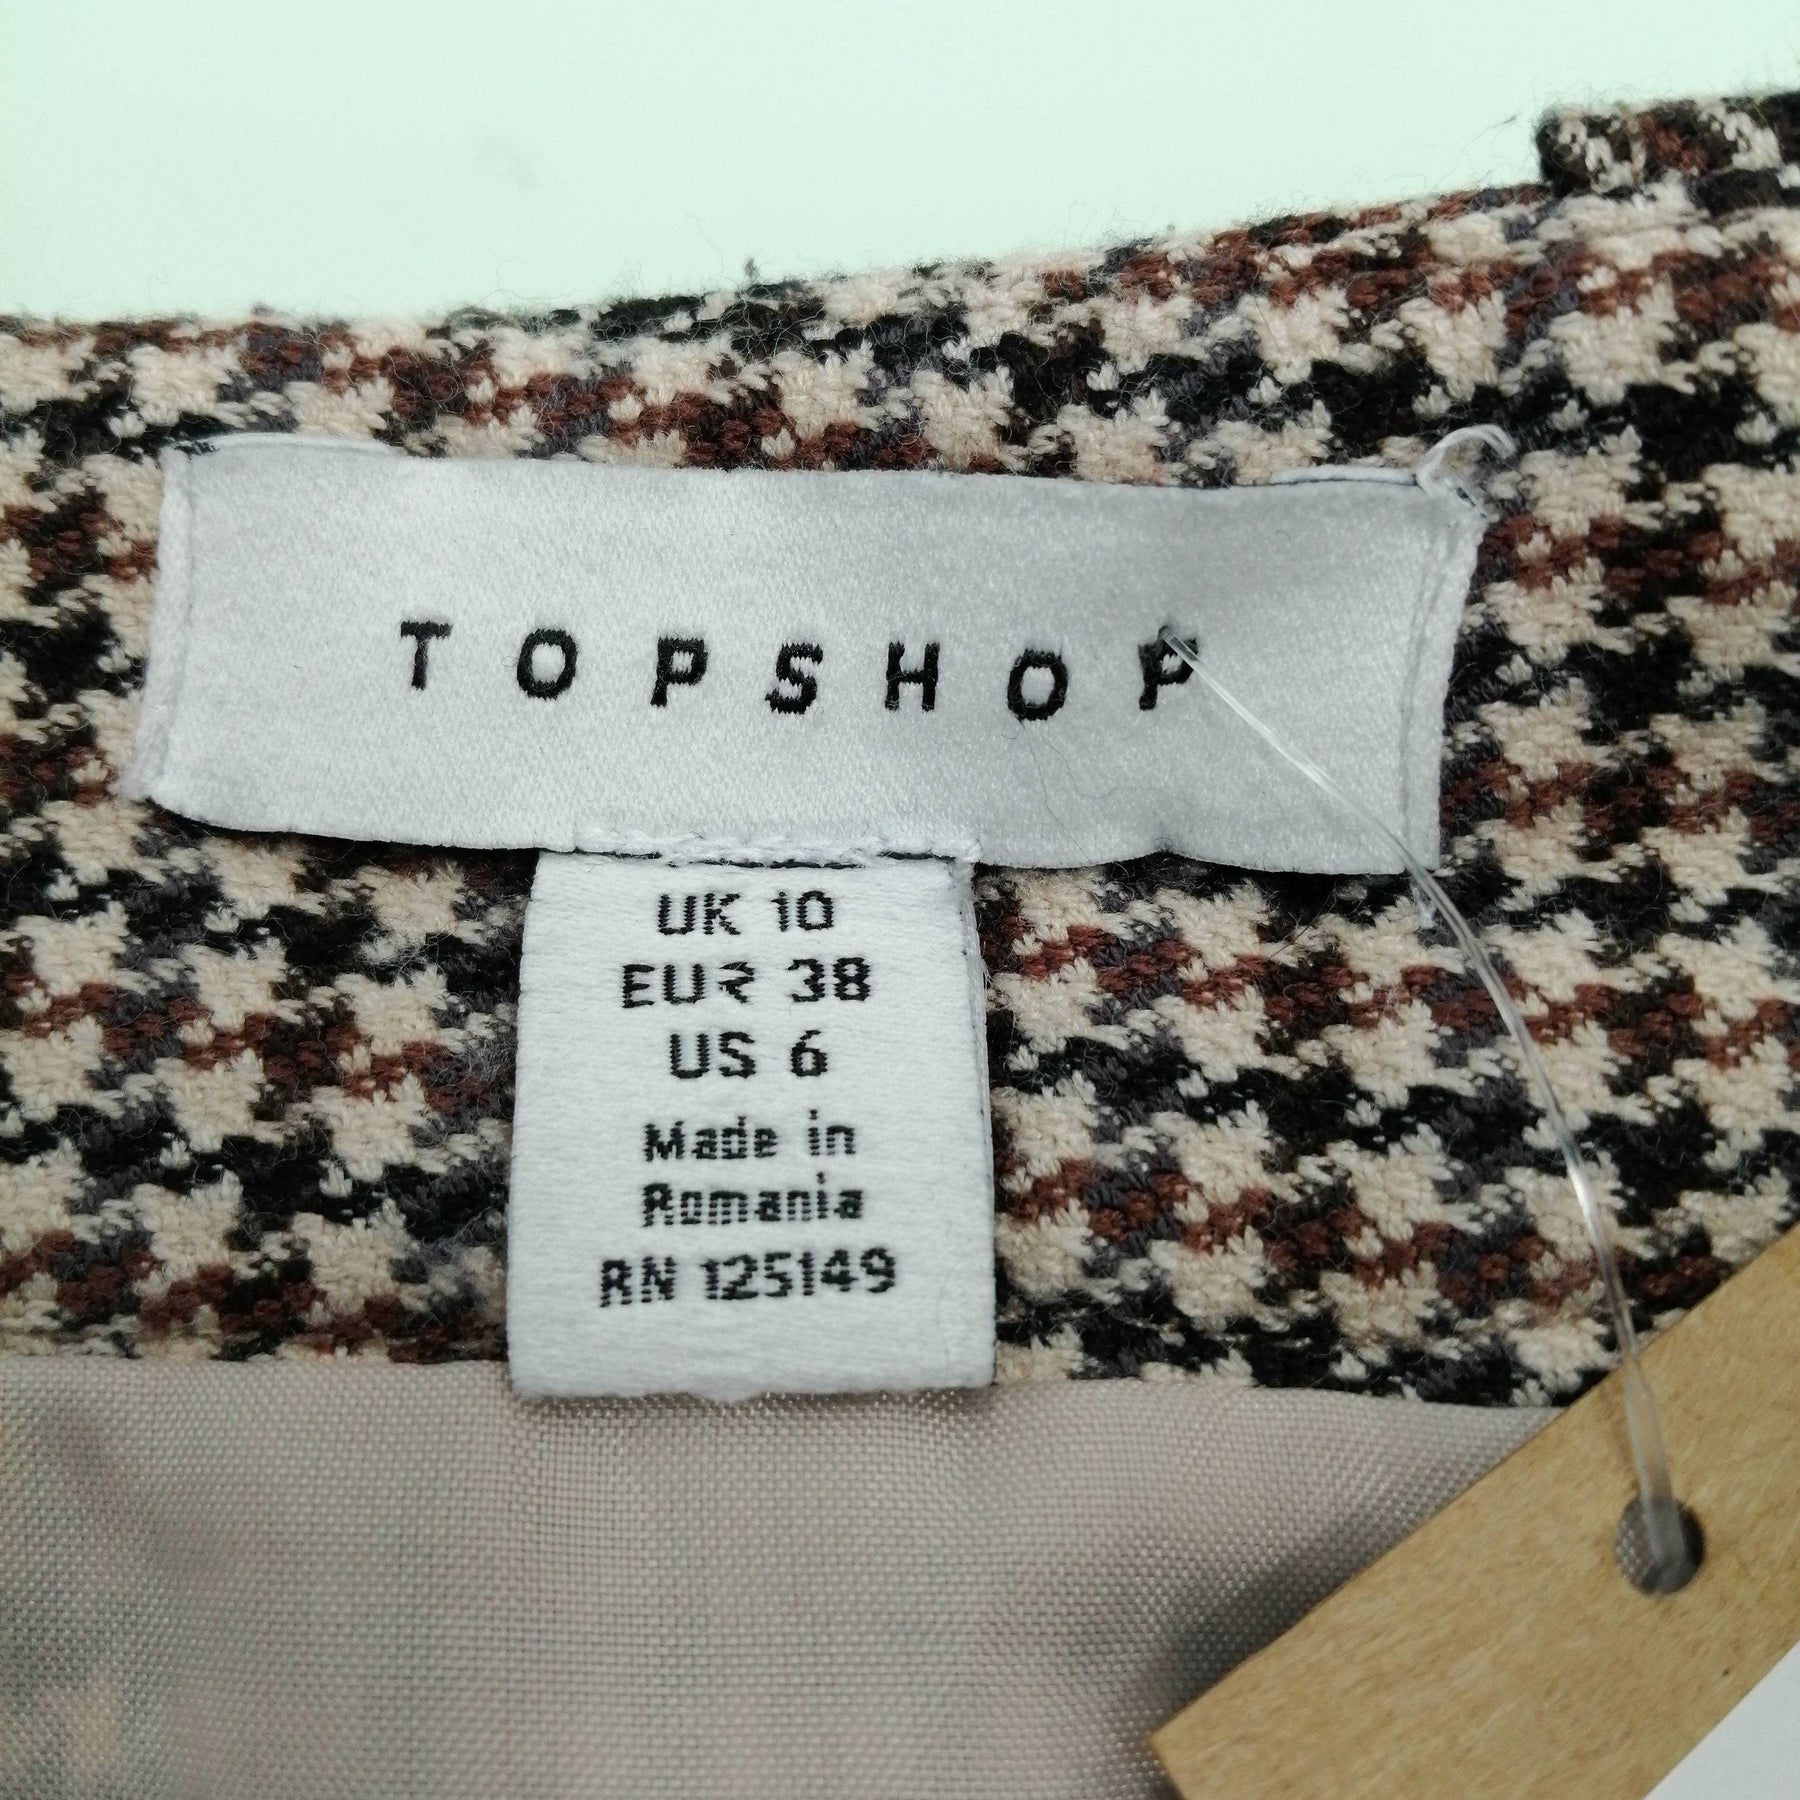 TOPSHOP
UK 10
EUR 38
US 6
Made in
Romania
RN 125149